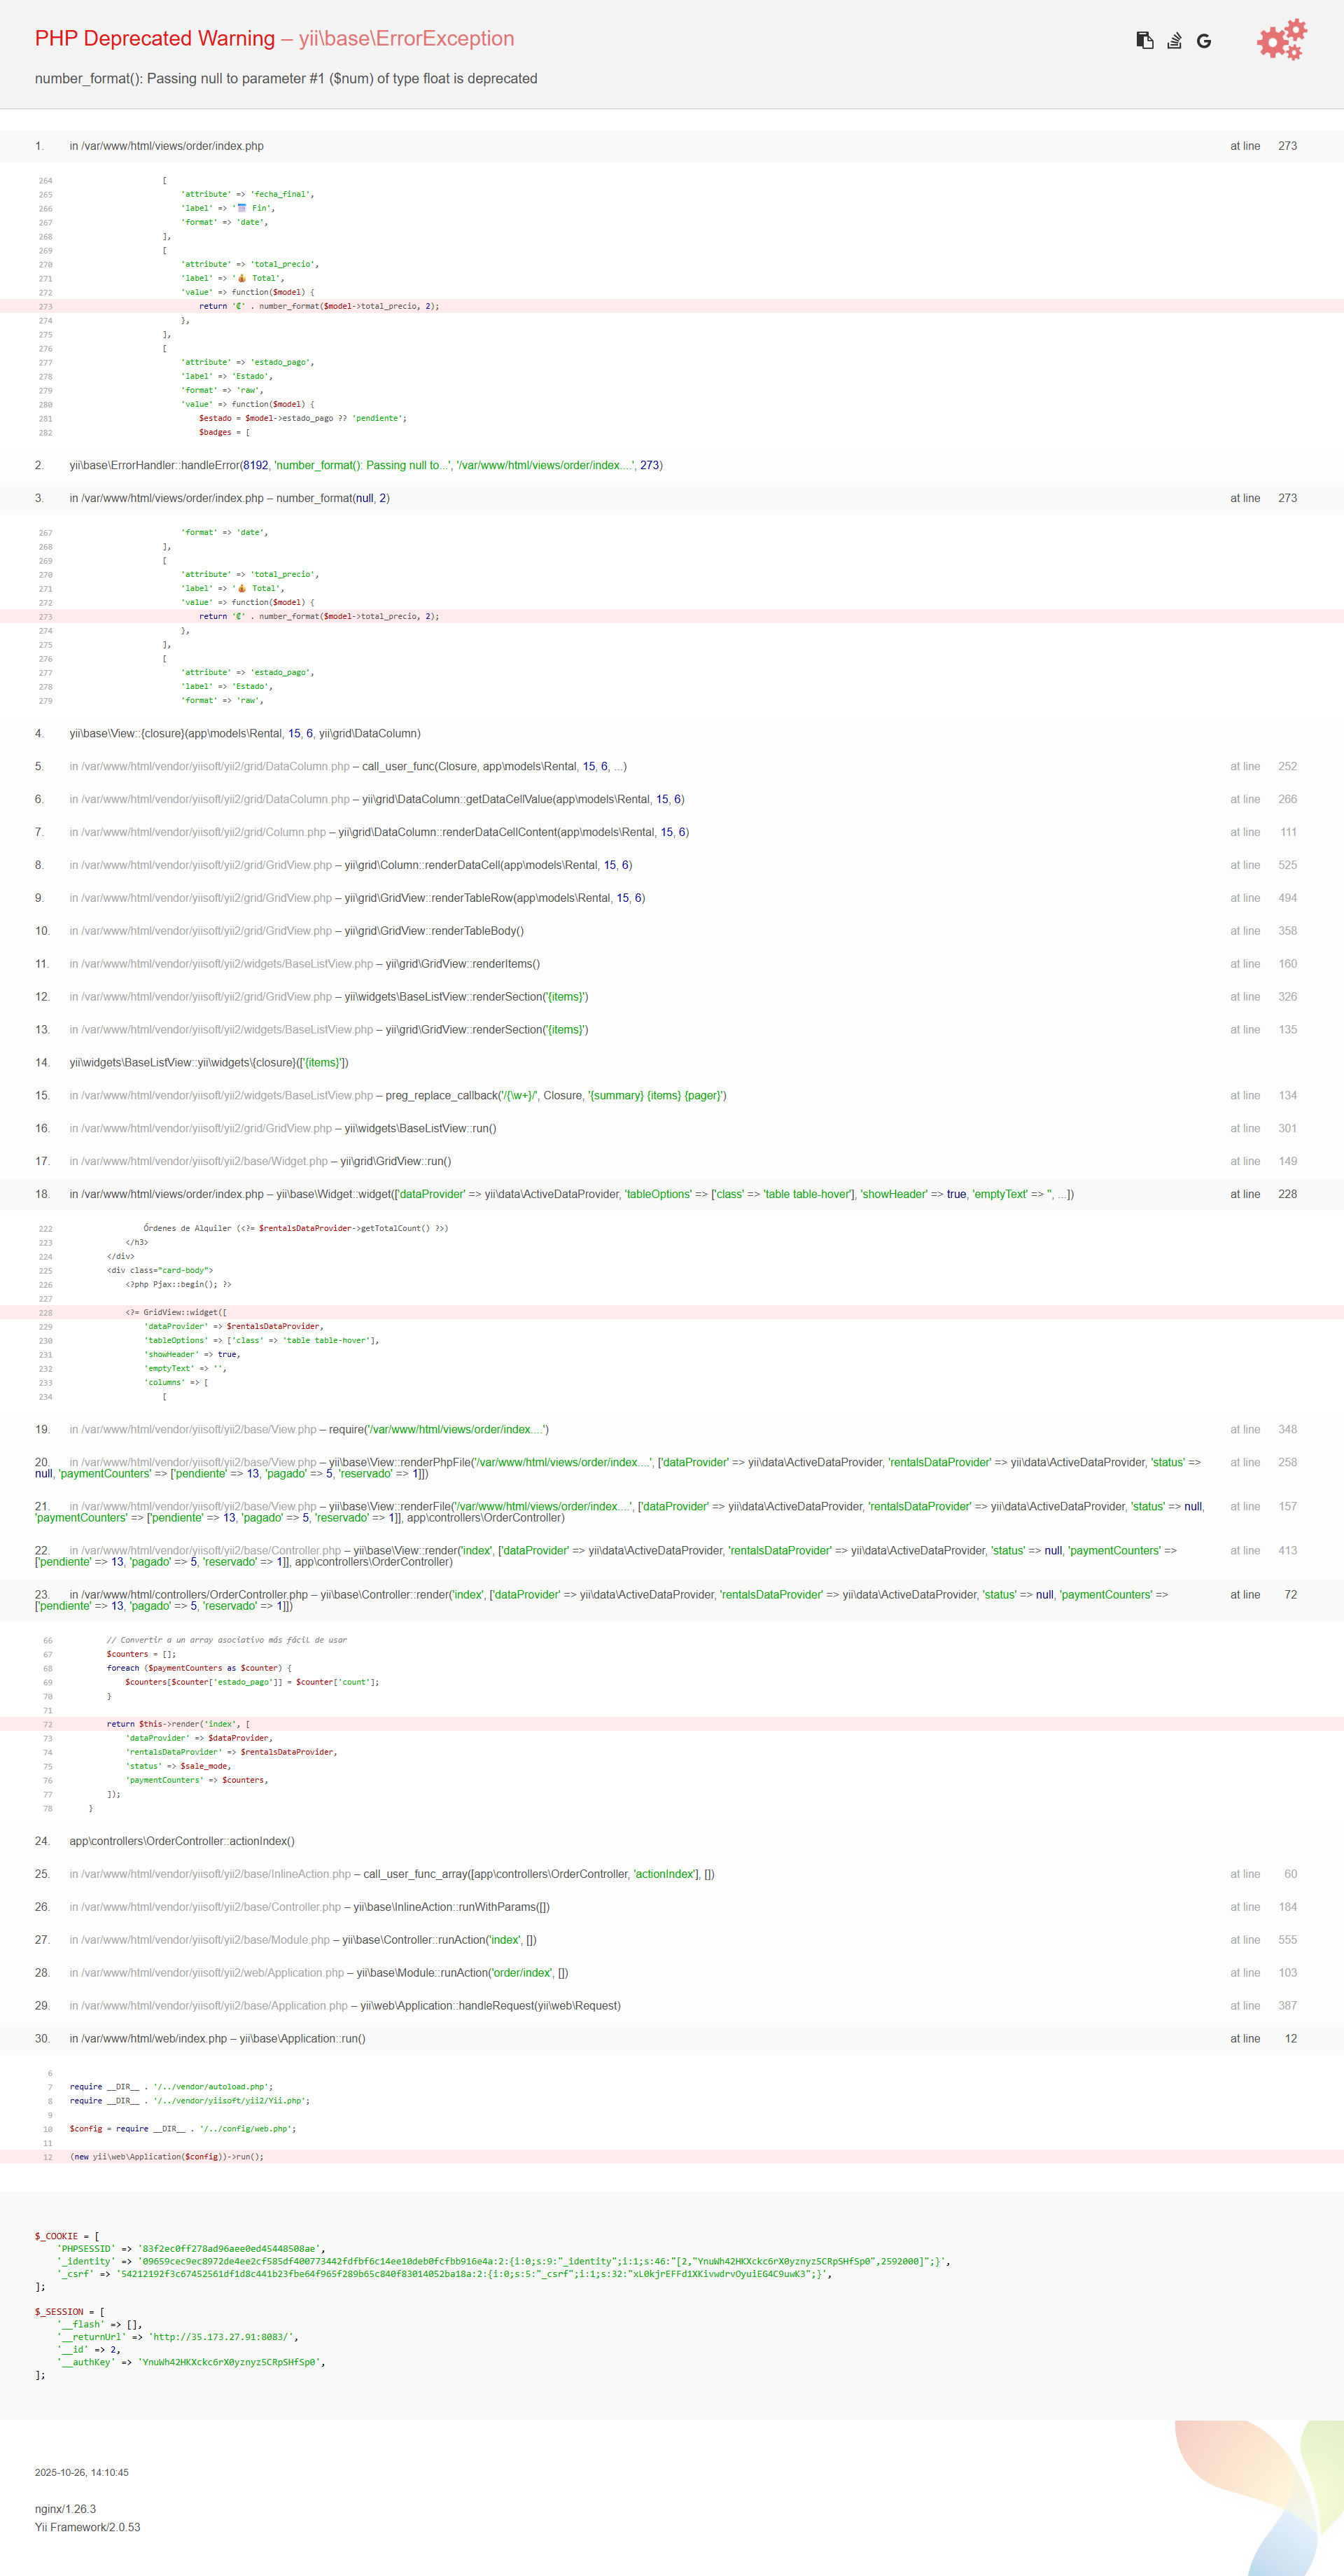 PHP Deprecated Warning – yii\base\ErrorException
number_format(): Passing null to parameter #1 ($num) of type float is deprecated
1. in /var/www/html/views/order/index.php at line 273
264 [
265 'attribute' => 'fecha_final',
266 'label' => '📅 Fin',
267 'format' => 'date',
268 ],
269 [
270 'attribute' => 'total_precio',
271 'label' => '💰 Total',
272 'value' => function($model) {
273 return '₡' . number_format($model->total_precio, 2);
274 },
275 ],
276 [
277 'attribute' => 'estado_pago',
278 'label' => 'Estado',
279 'format' => 'raw',
280 'value' => function($model) {
281 $estado = $model->estado_pago ?? 'pendiente';
282 $badges = [
2. yii\base\ErrorHandler::handleError(8192, 'number_format(): Passing null to...', '/var/www/html/views/order/index....', 273)
3. in /var/www/html/views/order/index.php – number_format(null, 2) at line 273
267 'format' => 'date',
268 ],
269 [
270 'attribute' => 'total_precio',
271 'label' => '💰 Total',
272 'value' => function($model) {
273 return '₡' . number_format($model->total_precio, 2);
274 },
275 ],
276 [
277 'attribute' => 'estado_pago',
278 'label' => 'Estado',
279 'format' => 'raw',
4. yii\base\View::{closure}(app\models\Rental, 15, 6, yii\grid\DataColumn)
5. in /var/www/html/vendor/yiisoft/yii2/grid/DataColumn.php – call_user_func(Closure, app\models\Rental, 15, 6, ...) at line 252
6. in /var/www/html/vendor/yiisoft/yii2/grid/DataColumn.php – yii\grid\DataColumn::getDataCellValue(app\models\Rental, 15, 6) at line 266
7. in /var/www/html/vendor/yiisoft/yii2/grid/Column.php – yii\grid\DataColumn::renderDataCellContent(app\models\Rental, 15, 6) at line 111
8. in /var/www/html/vendor/yiisoft/yii2/grid/GridView.php – yii\grid\Column::renderDataCell(app\models\Rental, 15, 6) at line 525
9. in /var/www/html/vendor/yiisoft/yii2/grid/GridView.php – yii\grid\GridView::renderTableRow(app\models\Rental, 15, 6) at line 494
10. in /var/www/html/vendor/yiisoft/yii2/grid/GridView.php – yii\grid\GridView::renderTableBody() at line 358
11. in /var/www/html/vendor/yiisoft/yii2/widgets/BaseListView.php – yii\grid\GridView::renderItems() at line 160
12. in /var/www/html/vendor/yiisoft/yii2/grid/GridView.php – yii\widgets\BaseListView::renderSection('{items}') at line 326
13. in /var/www/html/vendor/yiisoft/yii2/widgets/BaseListView.php – yii\grid\GridView::renderSection('{items}') at line 135
14. yii\widgets\BaseListView::yii\widgets\{closure}(['{items}'])
15. in /var/www/html/vendor/yiisoft/yii2/widgets/BaseListView.php – preg_replace_callback('/{\w+}/', Closure, '{summary} {items} {pager}') at line 134
16. in /var/www/html/vendor/yiisoft/yii2/grid/GridView.php – yii\widgets\BaseListView::run() at line 301
17. in /var/www/html/vendor/yiisoft/yii2/base/Widget.php – yii\grid\GridView::run() at line 149
18. in /var/www/html/views/order/index.php – yii\base\Widget::widget(['dataProvider' => yii\data\ActiveDataProvider, 'tableOptions' => ['class' => 'table table-hover'], 'showHeader' => true, 'emptyText' => '', ...]) at line 228
222 Órdenes de Alquiler (<?= $rentalsDataProvider->getTotalCount() ?>)
223 </h3>
224 </div>
225 <div class="card-body">
226 <?php Pjax::begin(); ?>
227
228 <?= GridView::widget([
229 'dataProvider' => $rentalsDataProvider,
230 'tableOptions' => ['class' => 'table table-hover'],
231 'showHeader' => true,
232 'emptyText' => '',
233 'columns' => [
234 [
19. in /var/www/html/vendor/yiisoft/yii2/base/View.php – require('/var/www/html/views/order/index....') at line 348
20. in /var/www/html/vendor/yiisoft/yii2/base/View.php – yii\base\View::renderPhpFile('/var/www/html/views/order/index....', ['dataProvider' => yii\data\ActiveDataProvider, 'rentalsDataProvider' => yii\data\ActiveDataProvider, 'status' => at line 258
null, 'paymentCounters' => ['pendiente' => 13, 'pagado' => 5, 'reservado' => 1]])
21. in /var/www/html/vendor/yiisoft/yii2/base/View.php – yii\base\View::renderFile('/var/www/html/views/order/index....', ['dataProvider' => yii\data\ActiveDataProvider, 'rentalsDataProvider' => yii\data\ActiveDataProvider, 'status' => null, at line 157
'paymentCounters' => ['pendiente' => 13, 'pagado' => 5, 'reservado' => 1]], app\controllers\OrderController)
22. in /var/www/html/vendor/yiisoft/yii2/base/Controller.php – yii\base\View::render('index', ['dataProvider' => yii\data\ActiveDataProvider, 'rentalsDataProvider' => yii\data\ActiveDataProvider, 'status' => null, 'paymentCounters' => at line 413
['pendiente' => 13, 'pagado' => 5, 'reservado' => 1]], app\controllers\OrderController)
23. in /var/www/html/controllers/OrderController.php – yii\base\Controller::render('index', ['dataProvider' => yii\data\ActiveDataProvider, 'rentalsDataProvider' => yii\data\ActiveDataProvider, 'status' => null, 'paymentCounters' => at line 72
['pendiente' => 13, 'pagado' => 5, 'reservado' => 1]])
66 // Convertir a un array asociativo más fácil de usar
67 $counters = [];
68 foreach ($paymentCounters as $counter) {
69 $counters[$counter['estado_pago']] = $counter['count'];
70 }
71
72 return $this->render('index', [
73 'dataProvider' => $dataProvider,
74 'rentalsDataProvider' => $rentalsDataProvider,
75 'status' => $sale_mode,
76 'paymentCounters' => $counters,
77 ]);
78 }
24. app\controllers\OrderController::actionIndex()
25. in /var/www/html/vendor/yiisoft/yii2/base/InlineAction.php – call_user_func_array([app\controllers\OrderController, 'actionIndex'], []) at line 60
26. in /var/www/html/vendor/yiisoft/yii2/base/Controller.php – yii\base\InlineAction::runWithParams([]) at line 184
27. in /var/www/html/vendor/yiisoft/yii2/base/Module.php – yii\base\Controller::runAction('index', []) at line 555
28. in /var/www/html/vendor/yiisoft/yii2/web/Application.php – yii\base\Module::runAction('order/index', []) at line 103
29. in /var/www/html/vendor/yiisoft/yii2/base/Application.php – yii\web\Application::handleRequest(yii\web\Request) at line 387
30. in /var/www/html/web/index.php – yii\base\Application::run() at line 12
6
7 require __DIR__ . '/../vendor/autoload.php';
8 require __DIR__ . '/../vendor/yiisoft/yii2/Yii.php';
9
10 $config = require __DIR__ . '/../config/web.php';
11
12 (new yii\web\Application($config))->run();
$_COOKIE = [
'PHPSESSID' => '83f2ec0ff278ad96aee0ed45448508ae',
'_identity' => '09659cec9ec8972de4ee2cf585df400773442fdfbf6c14ee10deb0fcfbb916e4a:2:{i:0;s:9:"_identity";i:1;s:46:"[2,"YnuWh42HKXckc6rX0yznyz5CRpSHfSp0",2592000]";}',
'_csrf' => '54212192f3c67452561df1d8c441b23fbe64f965f289b65c840f83014052ba18a:2:{i:0;s:5:"_csrf";i:1;s:32:"xL0kjrEFFd1XKivwdrvOyuiEG4C9uwK3";}',
];
$_SESSION = [
'__flash' => [],
'__returnUrl' => 'http://35.173.27.91:8083/',
'__id' => 2,
'__authKey' => 'YnuWh42HKXckc6rX0yznyz5CRpSHfSp0',
];
2025-10-26, 14:10:45
nginx/1.26.3
Yii Framework/2.0.53